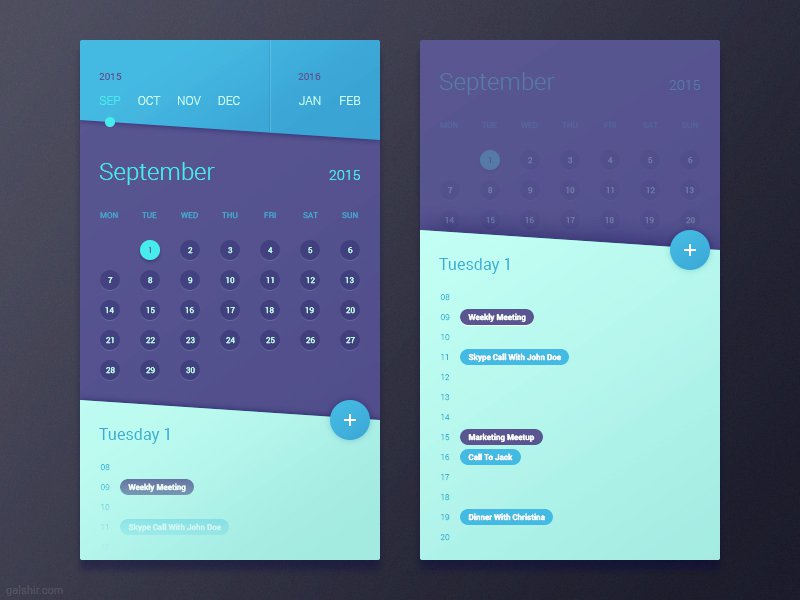 2015 2016
SEP OCT NOV DEC JAN FEB
September 2015
MON TUE WED THU FRI SAT SUN
1 2 3 4 5 6
7 8 9 10 11 12 13
14 15 16 17 18 19 20
21 22 23 24 25 26 27
28 29 30
+
Tuesday 1
08
09 Weekly Meeting
10
11 Skype Call With John Doe
September 2015
MON TUE WED THU FRI SAT SUN
1 2 3 4 5 6
7 8 9 10 11 12 13
14 15 16 17 18 19 20
+
Tuesday 1
08
09 Weekly Meeting
10
11 Skype Call With John Doe
12
13
14
15 Marketing Meetup
16 Call To Jack
17
18
19 Dinner With Christina
20
galshir.com